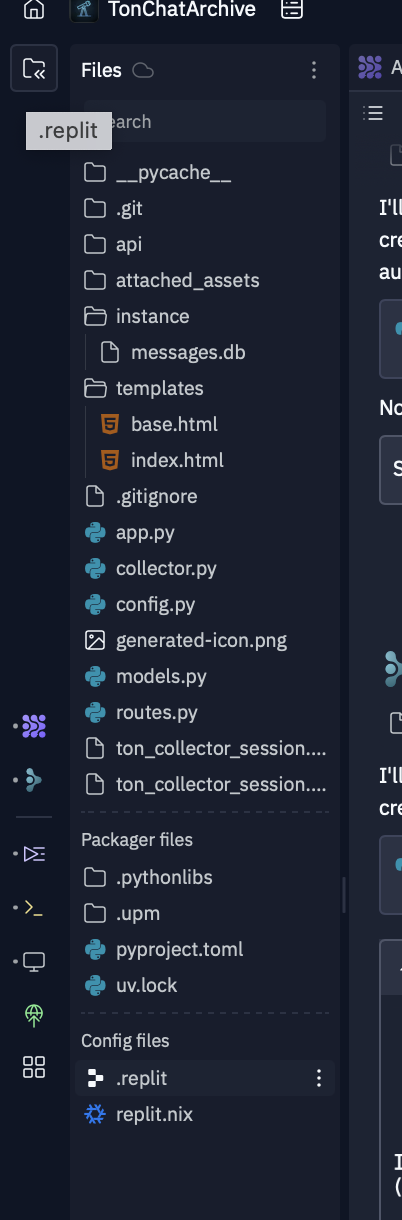 TonChatArchive
Files
.replit
earch
__pycache__
.git
api
attached_assets
instance
messages.db
templates
base.html
index.html
.gitignore
app.py
collector.py
config.py
generated-icon.png
models.py
routes.py
ton_collector_session....
ton_collector_session....
Packager files
.pythonlibs
.upm
pyproject.toml
uv.lock
Config files
.replit
replit.nix
A
I'll
cre
au
No
S
I'll
cre
I
(